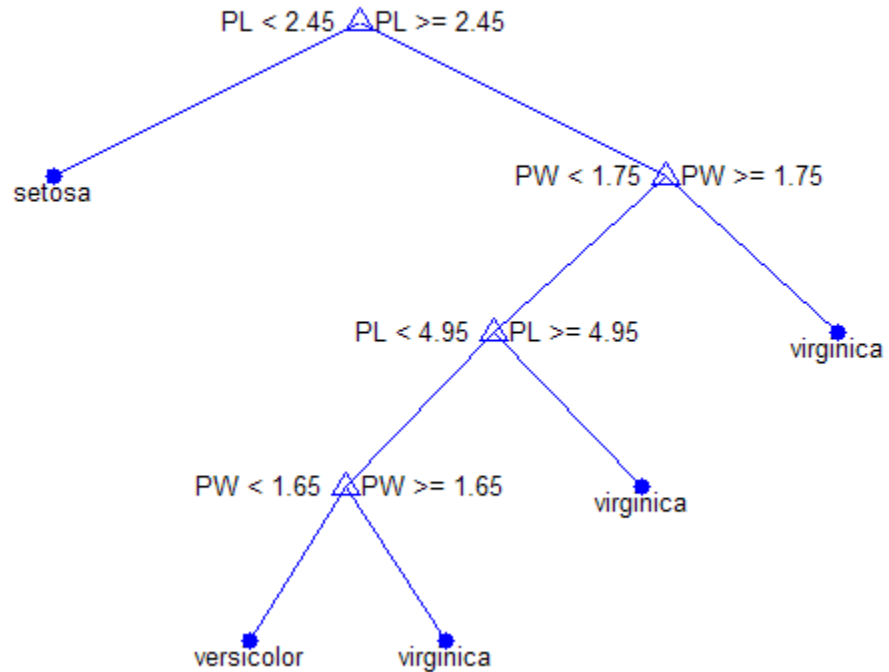 PL < 2.45 PL >= 2.45
setosa
PW < 1.75 PW >= 1.75
PL < 4.95 PL >= 4.95
virginica
PW < 1.65 PW >= 1.65
virginica
versicolor
virginica